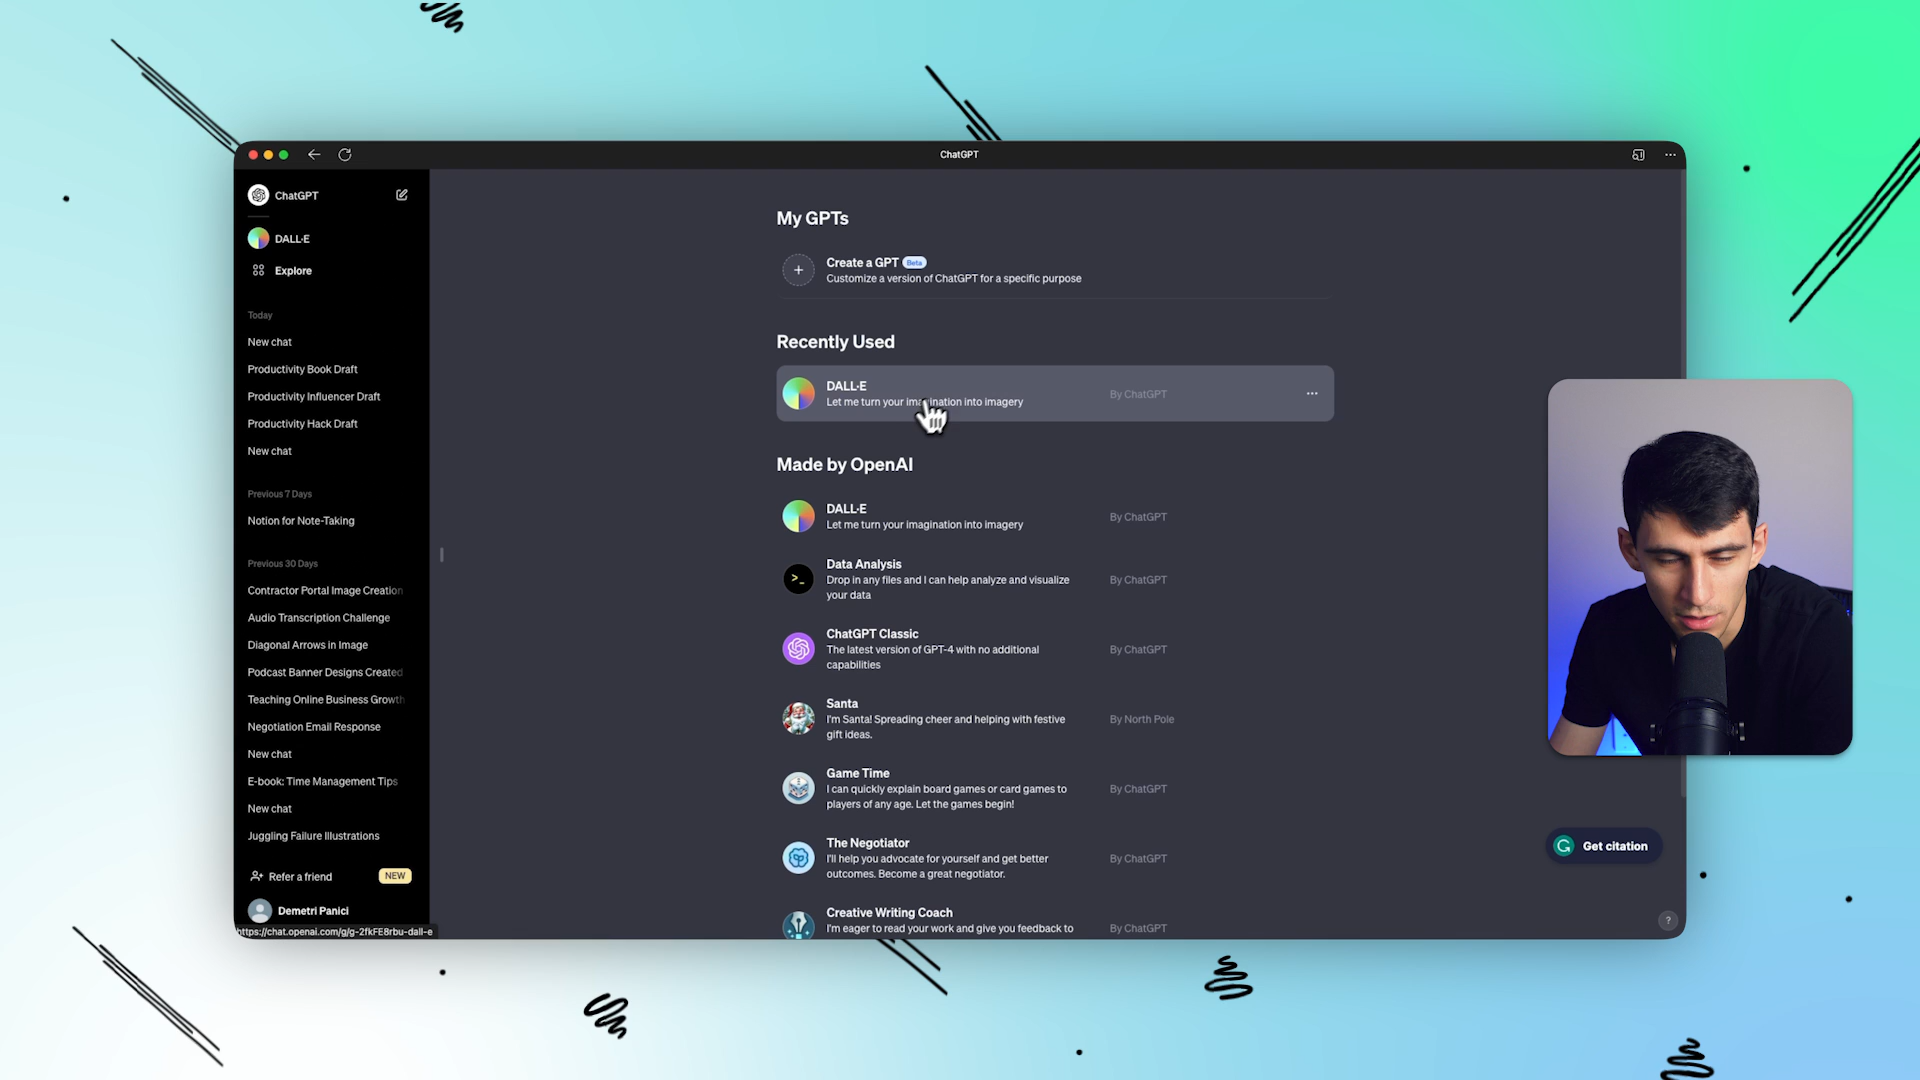 ChatGPT
ChatGPT
DALL·E
Explore
Today
New chat
Productivity Book Draft
Productivity Influencer Draft
Productivity Hack Draft
New chat
Previous 7 Days
Notion for Note-Taking
Previous 30 Days
Contractor Portal Image Creation
Audio Transcription Challenge
Diagonal Arrows in Image
Podcast Banner Designs Created
Teaching Online Business Growth
Negotiation Email Response
New chat
E-book: Time Management Tips
New chat
Juggling Failure Illustrations
Refer a friend NEW
Demetri Panici
https://chat.openai.com/g/g-2fkFE8rbu-dall-e
My GPTs
Create a GPT Beta
Customize a version of ChatGPT for a specific purpose
Recently Used
DALL·E
Let me turn your imagination into imagery
By ChatGPT
Made by OpenAI
DALL·E
Let me turn your imagination into imagery
By ChatGPT
Data Analysis
Drop in any files and I can help analyze and visualize
your data
By ChatGPT
ChatGPT Classic
The latest version of GPT-4 with no additional
capabilities
By ChatGPT
Santa
I'm Santa! Spreading cheer and helping with festive
gift ideas.
By North Pole
Game Time
I can quickly explain board games or card games to
players of any age. Let the games begin!
By ChatGPT
The Negotiator
I'll help you advocate for yourself and get better
outcomes. Become a great negotiator.
By ChatGPT
Creative Writing Coach
I'm eager to read your work and give you feedback to
By ChatGPT
Get citation
?